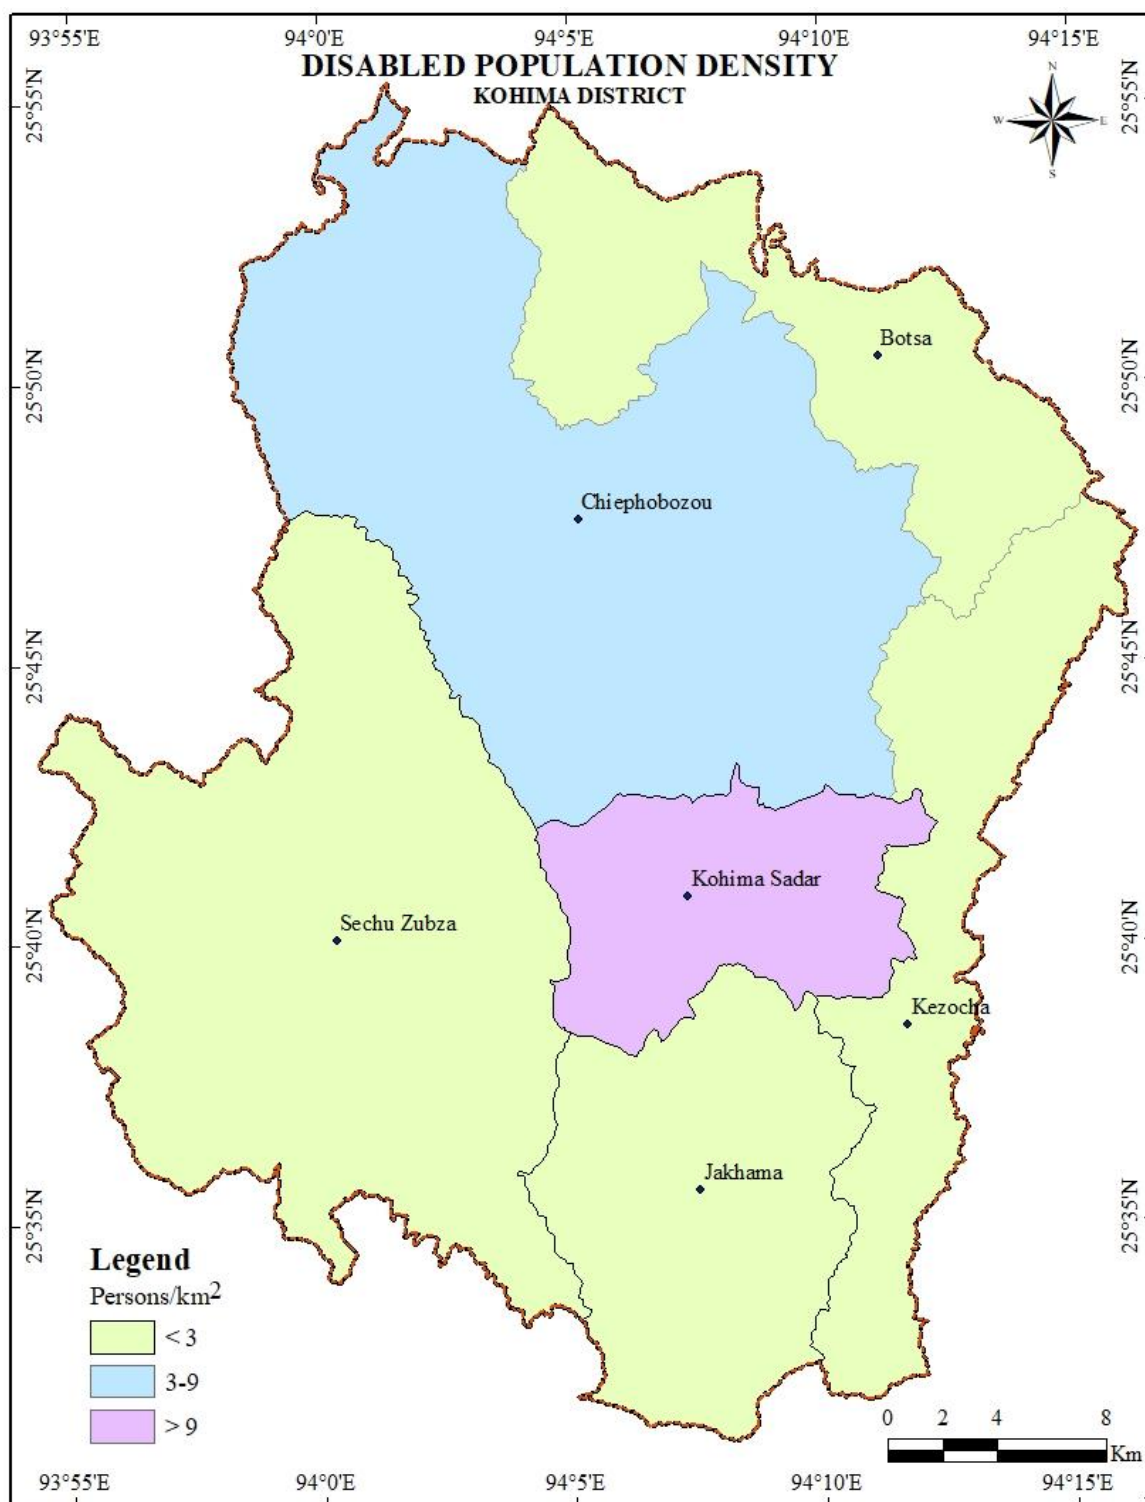 93°55'E 94°0'E 94°5'E 94°10'E 94°15'E
DISABLED POPULATION DENSITY
KOHIMA DISTRICT
N
W E
S
25°55'N 25°55'N
Botsa
25°50'N 25°50'N
Chiephobozou
25°45'N 25°45'N
Kohima Sadar
Sechu Zubza
25°40'N 25°40'N
Kezocha
Jakhama
25°35'N 25°35'N
Legend
Persons/km2
< 3
3-9
> 9
0 2 4 8
Km
93°55'E 94°0'E 94°5'E 94°10'E 94°15'E